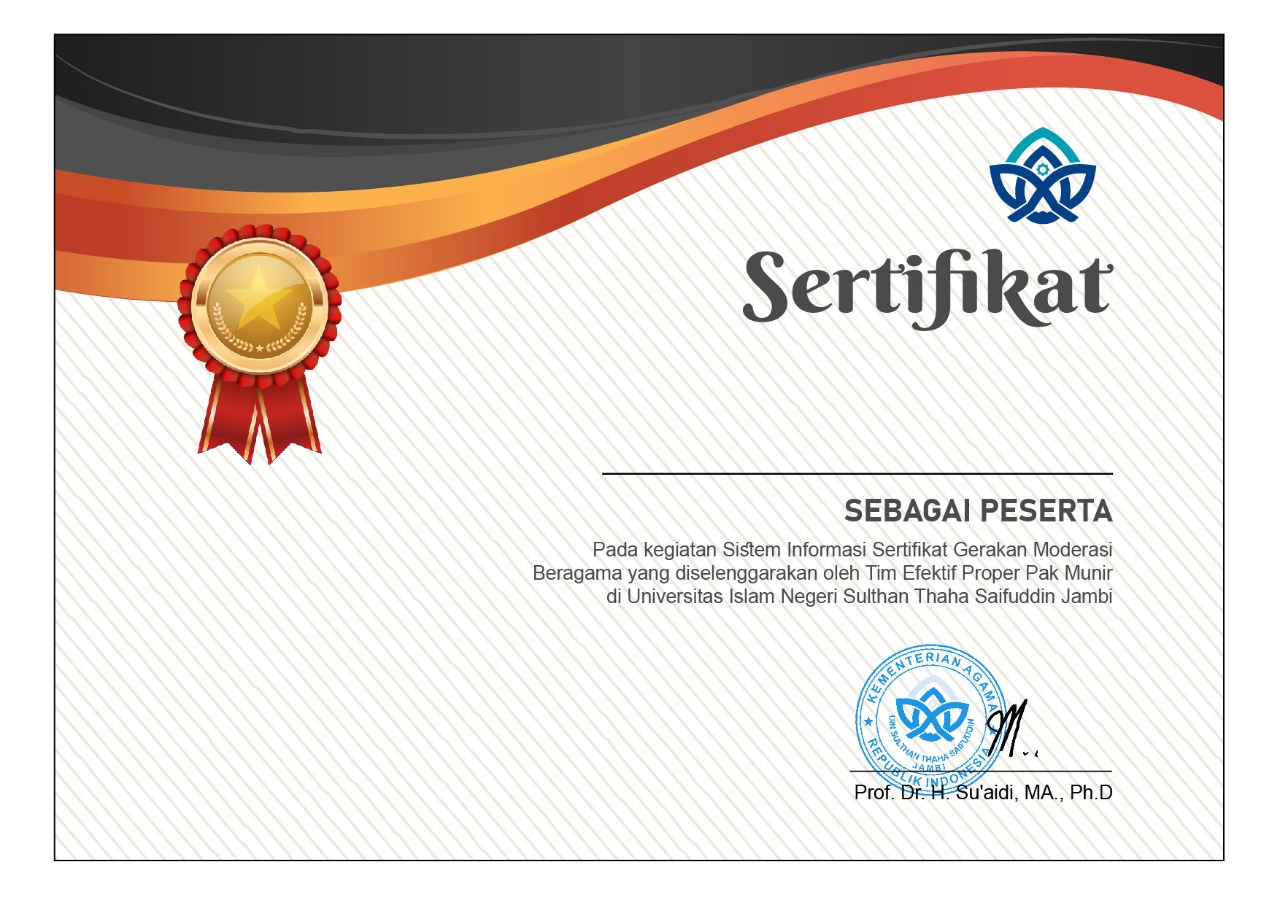 Sertifikat
SEBAGAI PESERTA
Pada kegiatan Sistem Informasi Sertifikat Gerakan Moderasi
Beragama yang diselenggarakan oleh Tim Efektif Proper Pak Munir
di Universitas Islam Negeri Sulthan Thaha Saifuddin Jambi
KEMENTERIAN AGAMA
UIN SULTHAN THAHA SAIFUDDIN
JAMBI
REPUBLIK INDONESIA
Prof. Dr. H. Su'aidi, MA., Ph.D